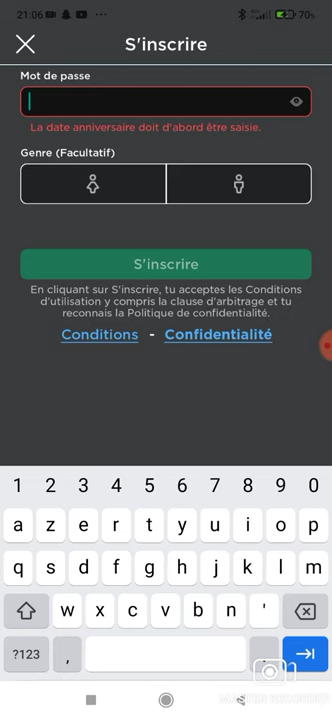 21:06 70%
S'inscrire
Mot de passe
La date anniversaire doit d'abord être saisie.
Genre (Facultatif)
S'inscrire
En cliquant sur S'inscrire, tu acceptes les Conditions
d'utilisation y compris la clause d'arbitrage et tu
reconnais la Politique de confidentialité.
Conditions - Confidentialité
1 2 3 4 5 6 7 8 9 0
a z e r t y u i o p
q s d f g h j k l m
w x c v b n '
?123 , .